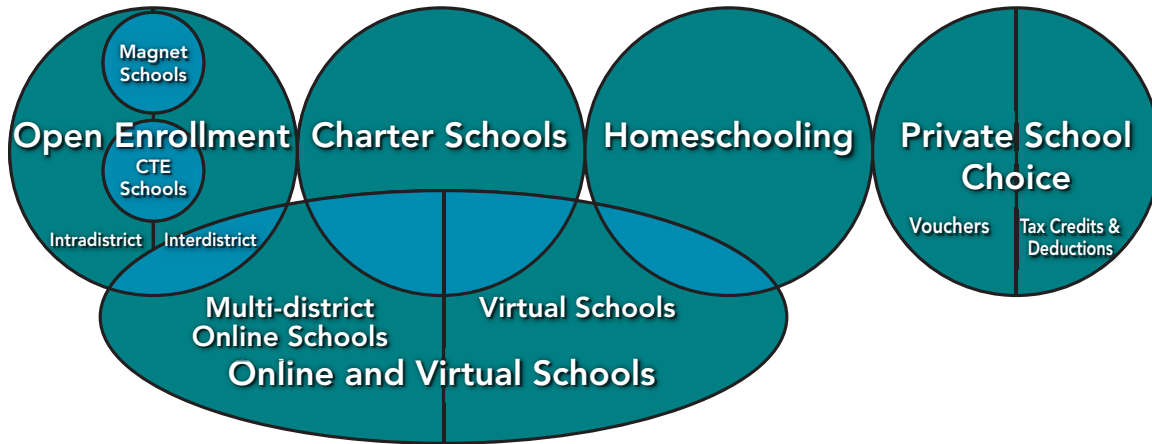 Magnet
Schools
Open Enrollment
CTE
Schools
Intradistrict
Interdistrict
Charter Schools
Homeschooling
Private School
Choice
Vouchers
Tax Credits &
Deductions
Multi-district
Online Schools
Virtual Schools
Online and Virtual Schools